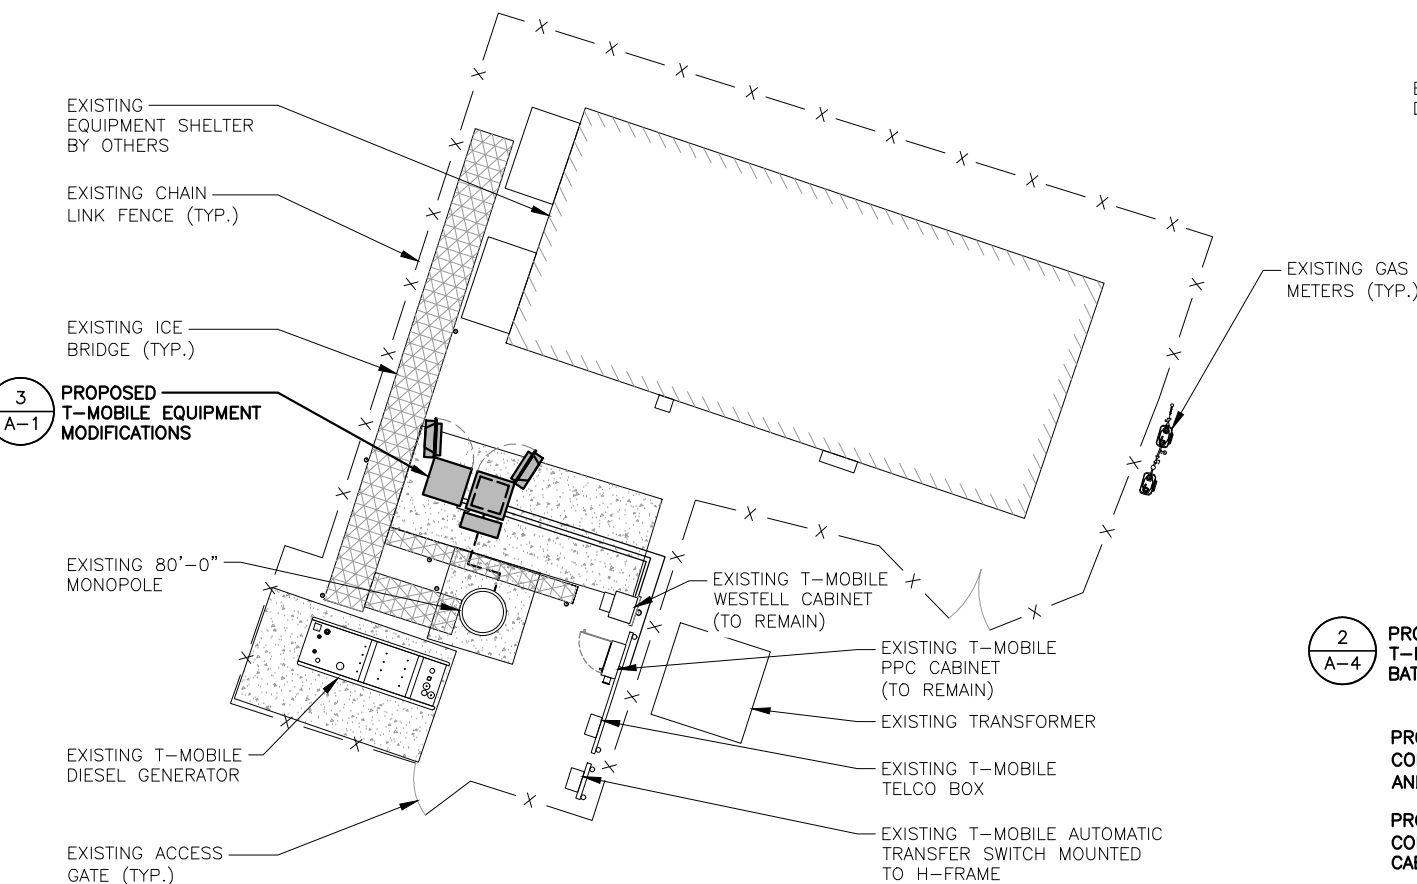 EXISTING
EQUIPMENT SHELTER
BY OTHERS
EXISTING CHAIN
LINK FENCE (TYP.)
EXISTING ICE
BRIDGE (TYP.)
3
A-1
PROPOSED
T-MOBILE EQUIPMENT
MODIFICATIONS
EXISTING 80'-0"
MONOPOLE
EXISTING T-MOBILE
DIESEL GENERATOR
EXISTING ACCESS
GATE (TYP.)
EXISTING GAS
METERS (TYP.)
EXISTING T-MOBILE
WESTELL CABINET
(TO REMAIN)
EXISTING T-MOBILE
PPC CABINET
(TO REMAIN)
EXISTING TRANSFORMER
EXISTING T-MOBILE
TELCO BOX
EXISTING T-MOBILE AUTOMATIC
TRANSFER SWITCH MOUNTED
TO H-FRAME
2
A-4